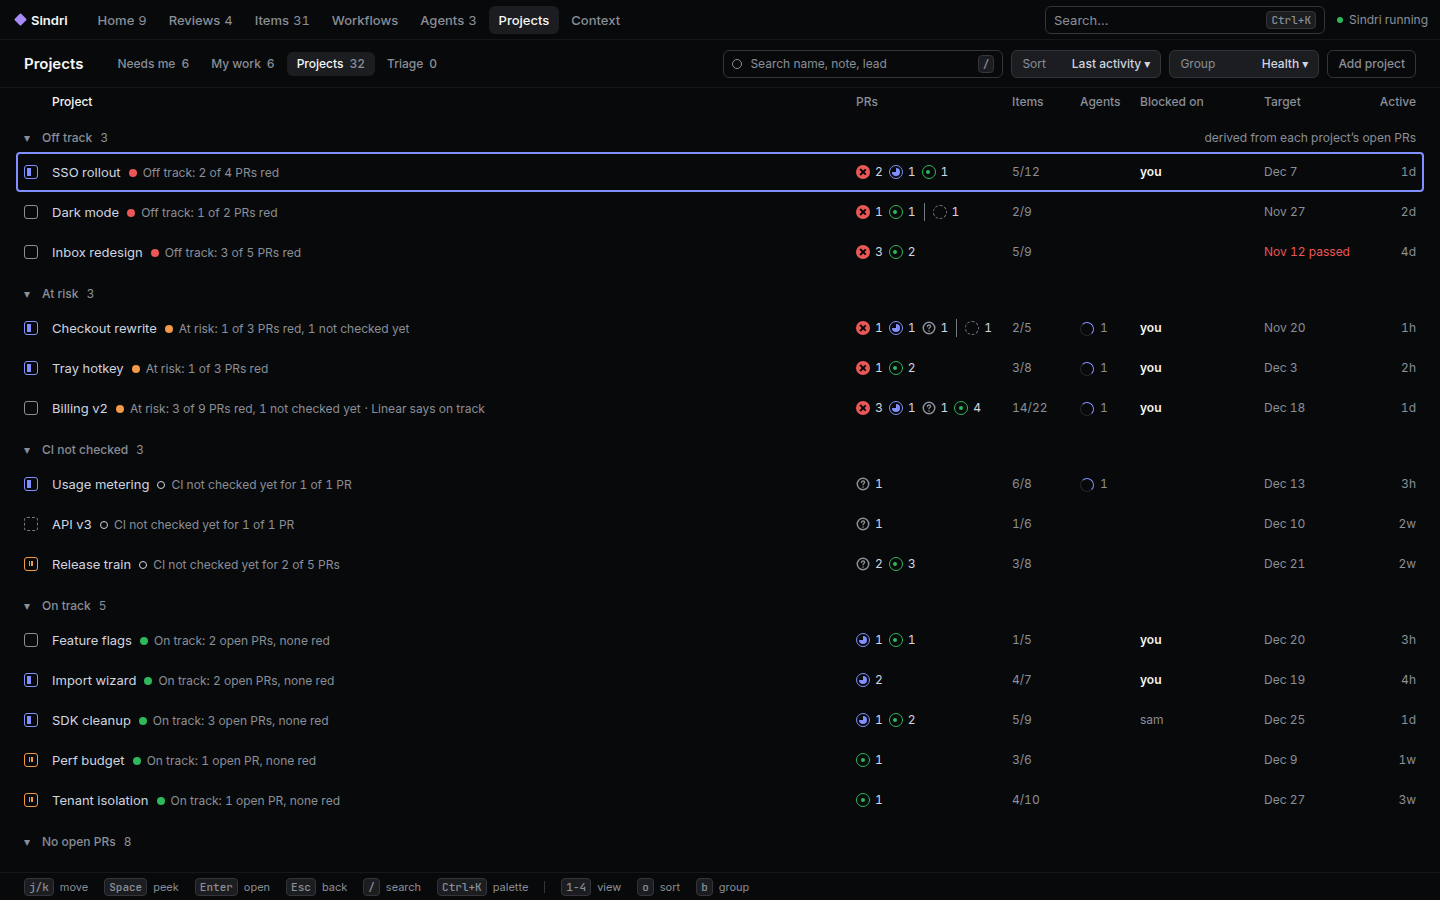 Sindri Home 9 Reviews 4 Items 31 Workflows Agents 3 Projects Context Search... Ctrl+K Sindri running
Projects Needs me 6 My work 6 Projects 32 Triage 0 Search name, note, lead / Sort Last activity ▾ Group Health ▾ Add project
Project PRs Items Agents Blocked on Target Active
▾ Off track 3 derived from each project's open PRs
SSO rollout Off track: 2 of 4 PRs red 2 1 1 5/12 you Dec 7 1d
Dark mode Off track: 1 of 2 PRs red 1 1 1 2/9 Nov 27 2d
Inbox redesign Off track: 3 of 5 PRs red 3 2 5/9 Nov 12 passed 4d
▾ At risk 3
Checkout rewrite At risk: 1 of 3 PRs red, 1 not checked yet 1 1 1 1 2/5 1 you Nov 20 1h
Tray hotkey At risk: 1 of 3 PRs red 1 2 3/8 1 you Dec 3 2h
Billing v2 At risk: 3 of 9 PRs red, 1 not checked yet · Linear says on track 3 1 1 4 14/22 1 you Dec 18 1d
▾ CI not checked 3
Usage metering CI not checked yet for 1 of 1 PR 1 6/8 1 Dec 13 3h
API v3 CI not checked yet for 1 of 1 PR 1 1/6 Dec 10 2w
Release train CI not checked yet for 2 of 5 PRs 2 3 3/8 Dec 21 2w
▾ On track 5
Feature flags On track: 2 open PRs, none red 1 1 1/5 you Dec 20 3h
Import wizard On track: 2 open PRs, none red 2 4/7 you Dec 19 4h
SDK cleanup On track: 3 open PRs, none red 1 2 5/9 sam Dec 25 1d
Perf budget On track: 1 open PR, none red 1 3/6 Dec 9 1w
Tenant isolation On track: 1 open PR, none red 1 4/10 Dec 27 3w
▾ No open PRs 8
j/k move Space peek Enter open Esc back / search Ctrl+K palette 1-4 view o sort b group